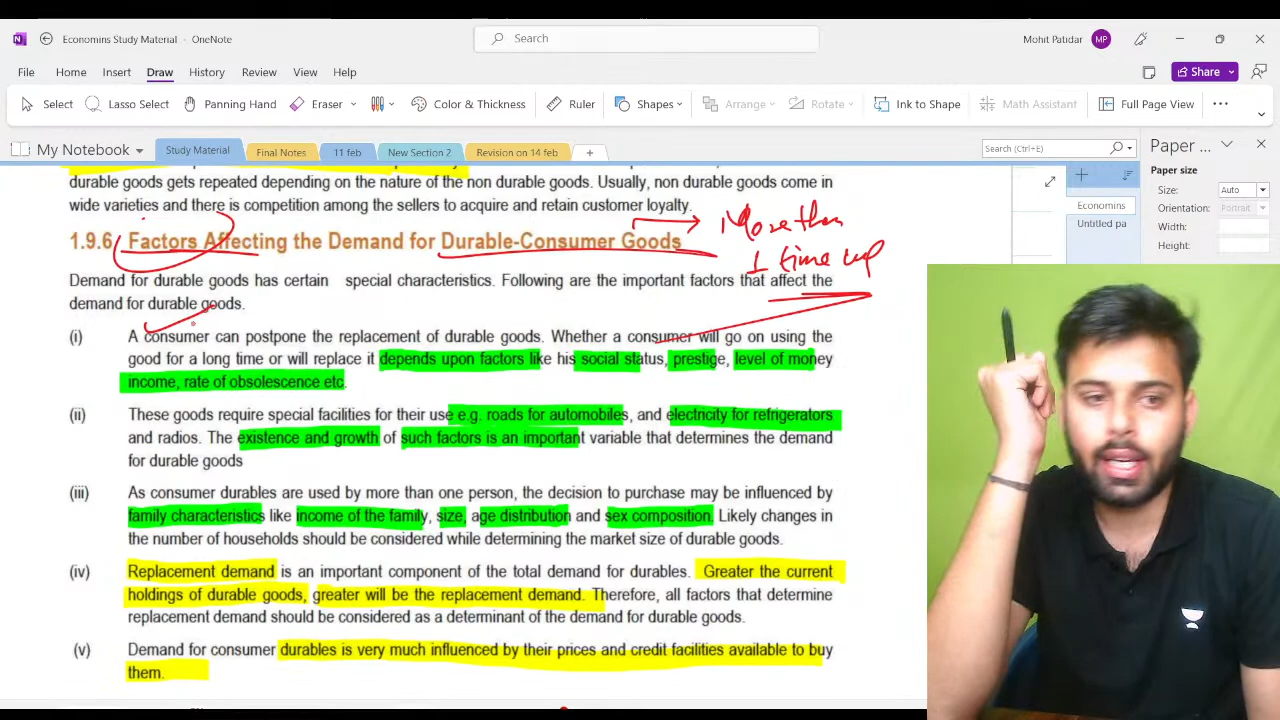 Economins Study Material - OneNote
Search
Mohit Patidar MP
File Home Insert Draw History Review View Help
Share
Select Lasso Select Panning Hand Eraser Color & Thickness Ruler Shapes Arrange Rotate Ink to Shape Math Assistant Full Page View
My Notebook Study Material Final Notes 11 feb New Section 2 Revision on 14 feb + Search (Ctrl+E)
Paper ...
Size: Auto
Orientation: Portrait
Width:
Height:
Economics
Untitled pa
durable goods gets repeated depending on the nature of the non durable goods. Usually, non durable goods come in
wide varieties and there is competition among the sellers to acquire and retain customer loyalty.
1.9.6 Factors Affecting the Demand for Durable-Consumer Goods
More than
1 time
Demand for durable goods has certain special characteristics. Following are the important factors that affect the
demand for durable goods.
(i) A consumer can postpone the replacement of durable goods. Whether a consumer will go on using the
good for a long time or will replace it depends upon factors like his social status, prestige, level of money
income, rate of obsolescence etc.
(ii) These goods require special facilities for their use e.g. roads for automobiles, and electricity for refrigerators
and radios. The existence and growth of such factors is an important variable that determines the demand
for durable goods
(iii) As consumer durables are used by more than one person, the decision to purchase may be influenced by
family characteristics like income of the family, size, age distribution and sex composition. Likely changes in
the number of households should be considered while determining the market size of durable goods.
(iv) Replacement demand is an important component of the total demand for durables. Greater the current
holdings of durable goods, greater will be the replacement demand. Therefore, all factors that determine
replacement demand should be considered as a determinant of the demand for durable goods.
(v) Demand for consumer durables is very much influenced by their prices and credit facilities available to buy
them.